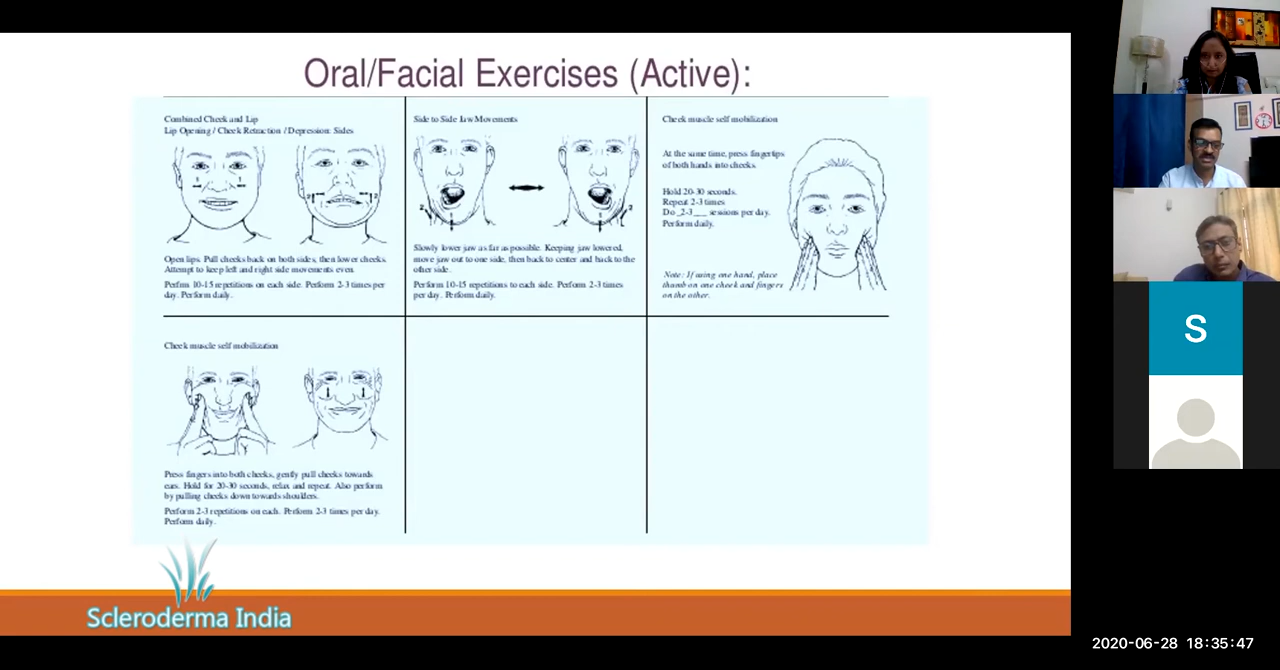 Oral/Facial Exercises (Active):
Combined Cheek and Lip
Lip Opening / Cheek Retraction / Depression: Sides
1
1
2
2
Open lips. Pull cheeks back on both sides, then lower cheeks.
Attempt to keep left and right side movements even.
Perfrm 10-15 repetitions on each side. Perform 2-3 times per
day. Perform daily.
Side to Side Jaw Movements
2
1
1
2
Slowly lower jaw as far as possible. Keeping jaw lowered,
move jaw out to one side, then back to center and back to the
other side.
Perform 10-15 repetitions to each side. Perform 2-3 times
per day. Perform daily.
Cheek muscle self mobilization
At the same time, press fingertips
of both hands into cheeks.
Hold 20-30 seconds.
Repeat 2-3 times
Do _2-3___ sessions per day.
Perform daily.
Note: If using one hand, place
thumb on one cheek and fingers
on the other.
Cheek muscle self mobilization
Press fingers into both cheeks, gently pull cheeks towards
ears. Hold for 20-30 seconds, relax and repeat. Also perform
by pulling cheeks down towards shoulders.
Perform 2-3 repetitions on each. Perform 2-3 times per day.
Perform daily.
Scleroderma India
S
2020-06-28 18:35:47